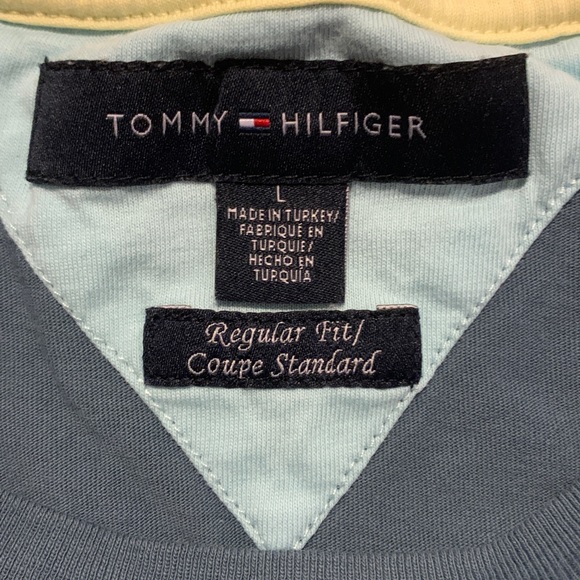 TOMMY HILFIGER
L
MADE IN TURKEY/
FABRIQUÉ EN
TURQUIE/
HECHO EN
TURQUÍA
Regular Fit/
Coupe Standard